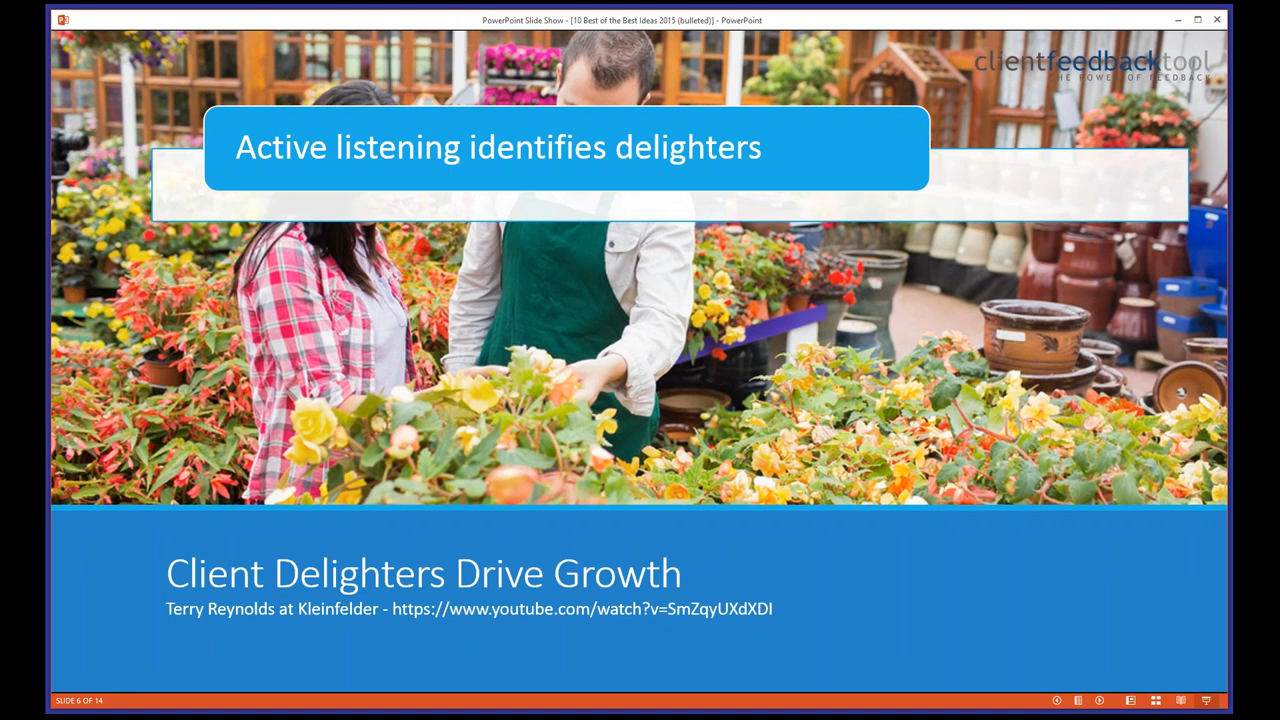 PowerPoint Slide Show - [10 Best of the Best Ideas 2015 (bulleted)] - PowerPoint
clientfeedbacktool
THE POWER OF FEEDBACK
Active listening identifies delighters
Client Delighters Drive Growth
Terry Reynolds at Kleinfelder - https://www.youtube.com/watch?v=SmZqyUXdXDI
SLIDE 6 OF 14